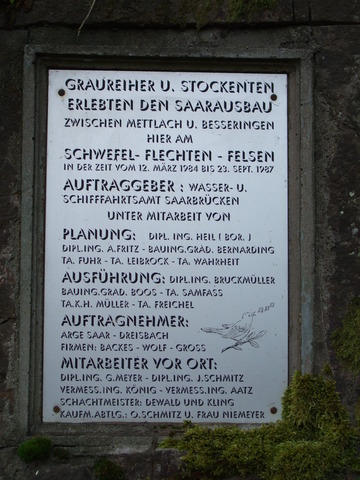 GRAUREIHER U. STOCKENTEN
ERLEBTEN DEN SAARAUSBAU
ZWISCHEN METTLACH U. BESSERINGEN
HIER AM
SCHWEFEL- FLECHTEN - FELSEN
IN DER ZEIT VOM 12. MÄRZ 1984 BIS 23. SEPT. 1987
AUFTRAGGEBER : WASSER- U.
SCHIFFFAHRTSAMT SAARBRÜCKEN
UNTER MITARBEIT VON
PLANUNG: DIPL. ING. HEIL ( BOR. )
DIPL.ING. A.FRITZ - BAUING.GRAD. BERNARDING
TA. FUHR - TA. LEIBROCK - TA. WAHRHEIT
AUSFÜHRUNG: DIPL.ING. BRUCKMÜLLER
BAUING.GRAD. BOOS - TA. SAMFASS
TA.K.H. MÜLLER - TA. FREICHEL
AUFTRAGNEHMER:
ARGE SAAR - DREISBACH
FIRMEN: BACKES - WOLF - GROSS
MITARBEITER VOR ORT:
DIPL.ING. G.MEYER - DIPL.ING. J.SCHMITZ
VERMESS.ING. KÖNIG - VERMESS.ING. AATZ
SCHACHTMEISTER: DEWALD UND KLING
KAUFM.ABTLG.: O.SCHMITZ U FRAU NIEMEYER